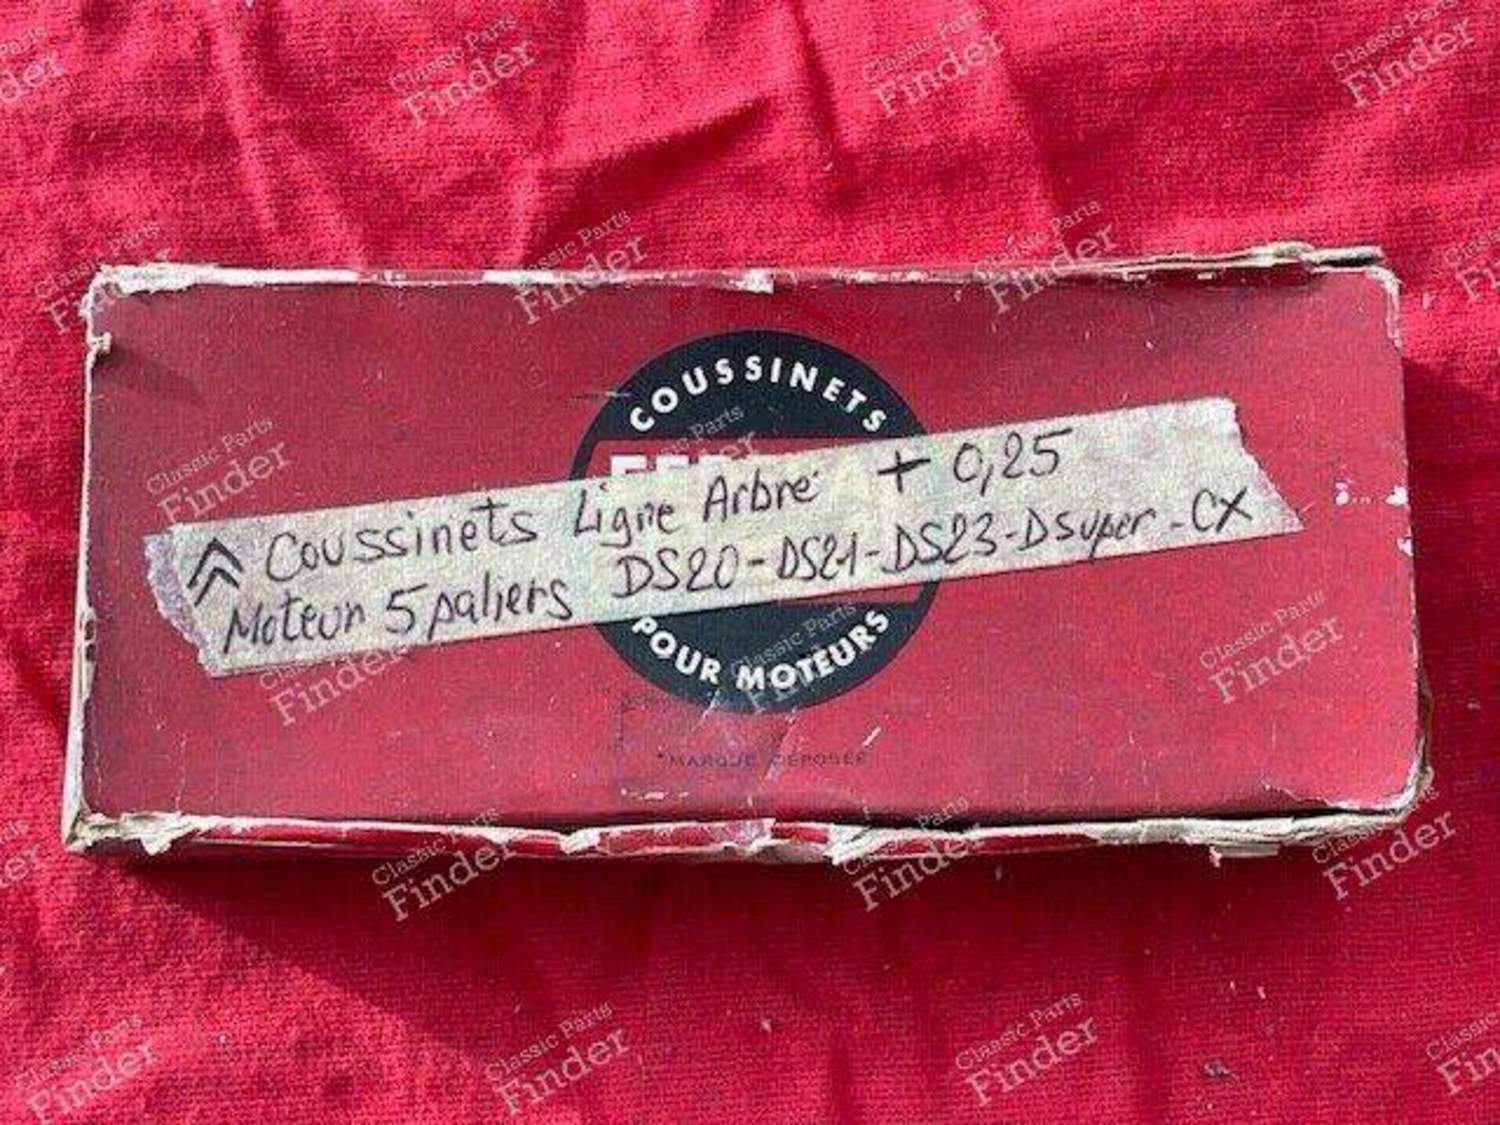 COUSSINETS
Coussinets Ligne Arbre + 0,25
Moteur 5 paliers DS20-DS21-DS23-DSuper-CX
POUR MOTEURS
*MARQUE DEPOSÉE
Classic Parts
Finder